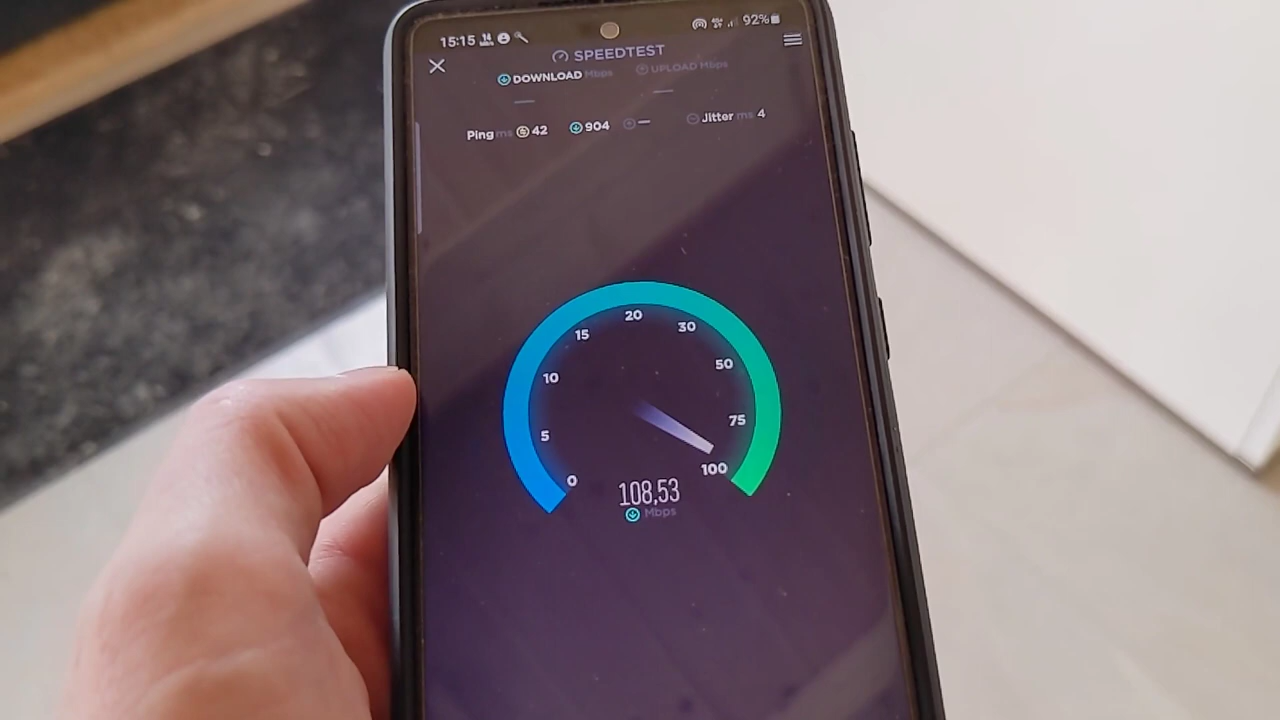 15:15 92%
SPEEDTEST
DOWNLOAD Mbps UPLOAD Mbps
— —
Ping ms 42 904 — Jitter ms 4
20
15 30
10 50
5 75
0 100
108,53
Mbps